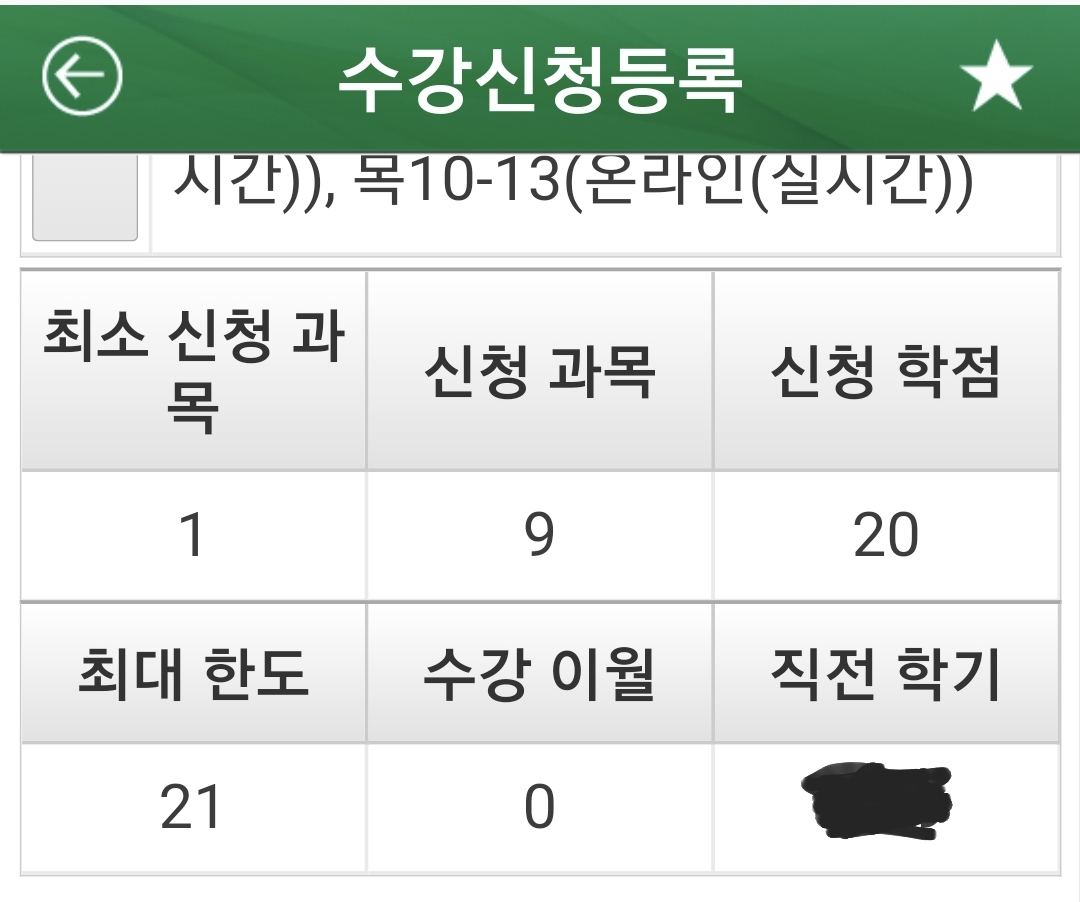 수강신청등록
시간)), 목10-13(온라인(실시간))
최소 신청 과
목
신청 과목
신청 학점
1
9
20
최대 한도
수강 이월
직전 학기
21
0